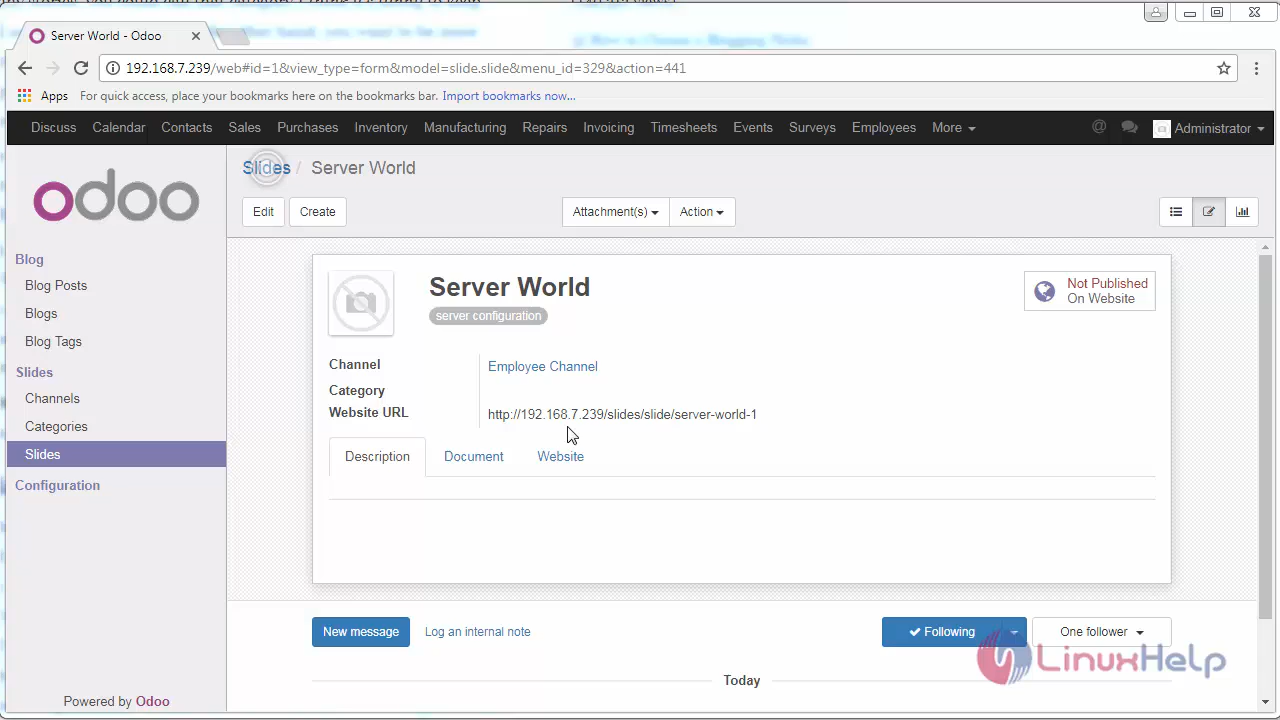 Server World - Odoo
192.168.7.239/web#id=1&view_type=form&model=slide.slide&menu_id=329&action=441
Apps For quick access, place your bookmarks here on the bookmarks bar. Import bookmarks now...
Discuss Calendar Contacts Sales Purchases Inventory Manufacturing Repairs Invoicing Timesheets Events Surveys Employees More @ Administrator
odoo
Slides / Server World
Edit Create Attachment(s) Action
Blog
Blog Posts
Blogs
Blog Tags
Slides
Channels
Categories
Slides
Configuration
Powered by Odoo
Server World
server configuration
Not Published
On Website
Channel Employee Channel
Category
Website URL http://192.168.7.239/slides/slide/server-world-1
Description Document Website
New message Log an internal note Following One follower
LinuxHelp
Today